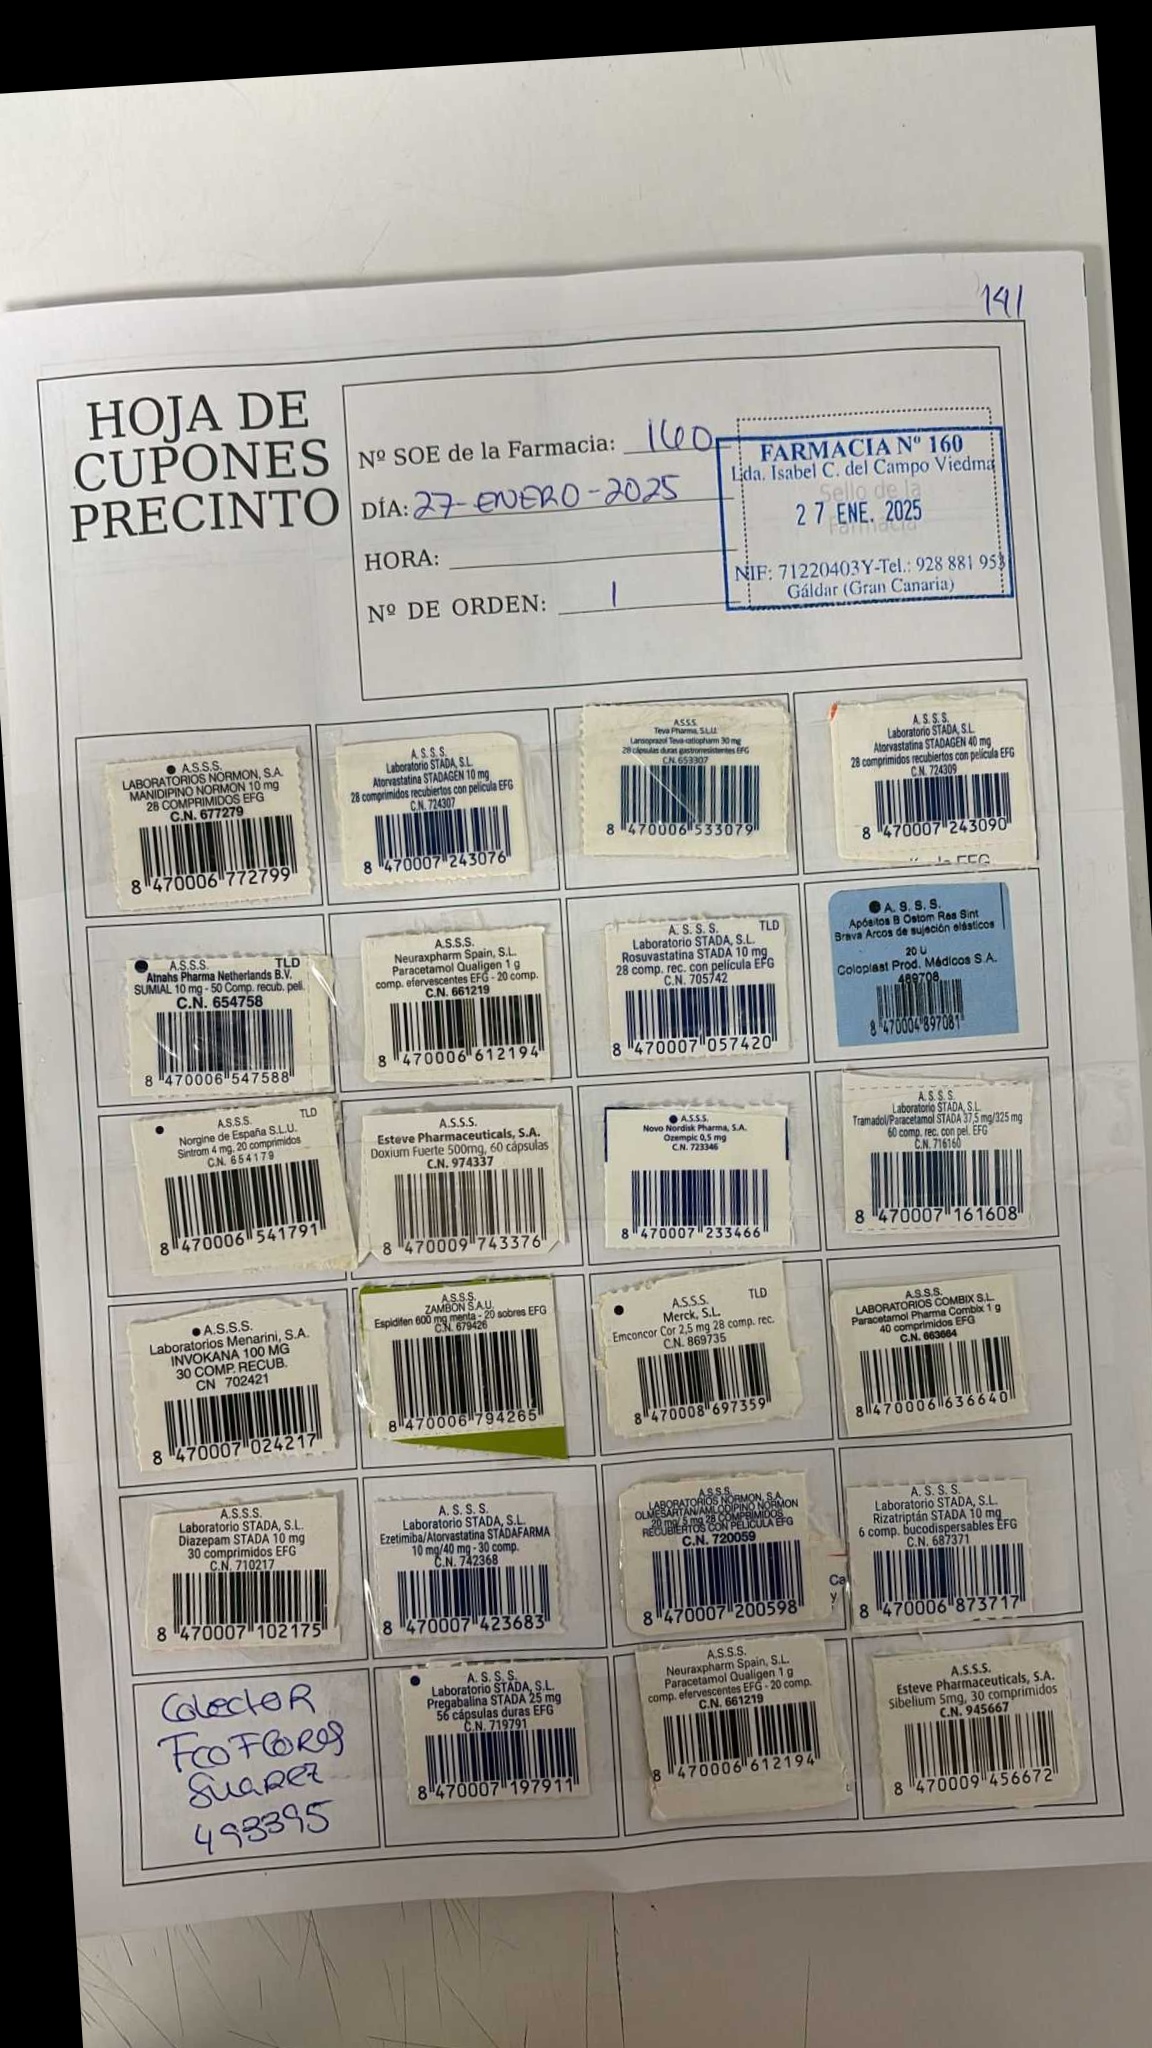 141
HOJA DE
CUPONES
PRECINTO
Nº SOE de la Farmacia: 160
DÍA: 27-ENERO-2025
HORA:
Nº DE ORDEN: 1
FARMACIA Nº 160
Lda. Isabel C. del Campo Viedma
Sello de la
27 ENE. 2025
Farmacia
NIF: 71220403Y-Tel.: 928 881 953
Gáldar (Gran Canaria)
A.S.S.S.
LABORATORIOS NORMON, S.A.
MANIDIPINO NORMON 10 mg
28 COMPRIMIDOS EFG
C.N. 677279
8 470006 772799
A. S. S. S.
Laboratorio STADA, S.L.
Atorvastatina STADAGEN 10 mg
28 comprimidos recubiertos con película EFG
C.N. 724307
8 470007 243076
A.S.S.S.
Teva Pharma, S.L.U.
Lansoprazol Teva-ratiopharm 30 mg
28 cápsulas duras gastrorresistentes EFG
C.N. 653307
8 470006 533079
A. S. S. S.
Laboratorio STADA, S.L.
Atorvastatina STADAGEN 40 mg
28 comprimidos recubiertos con película EFG
C.N. 724309
8 470007 243090
A.S.S.S. TLD
Atnahs Pharma Netherlands B.V.
SUMIAL 10 mg - 50 Comp. recub. peli.
C.N. 654758
8 470006 547588
A.S.S.S.
Neuraxpharm Spain, S.L.
Paracetamol Qualigen 1 g
comp. efervescentes EFG - 20 comp.
C.N. 661219
8 470006 612194
A. S. S. S. TLD
Laboratorio STADA, S.L.
Rosuvastatina STADA 10 mg
28 comp. rec. con película EFG
C.N. 705742
8 470007 057420
A. S. S. S.
Apósitos B Ostom Res Sint
Brava Arcos de sujeción elásticos
20 U
Coloplast Prod. Médicos S.A.
489708
8 470004 897081
A.S.S.S. TLD
Norgine de España S.L.U.
Sintrom 4 mg, 20 comprimidos
C.N. 654179
8 470006 541791
A.S.S.S.
Esteve Pharmaceuticals, S.A.
Doxium Fuerte 500mg, 60 cápsulas
C.N. 974337
8 470009 743376
A.S.S.S.
Novo Nordisk Pharma, S.A.
Ozempic 0,5 mg
C.N. 723346
8 470007 233466
A. S. S. S.
Laboratorio STADA, S.L.
Tramadol/Paracetamol STADA 37,5 mg/325 mg
60 comp. rec. con pel. EFG
C.N. 716160
8 470007 161608
A.S.S.S.
Laboratorios Menarini, S.A.
INVOKANA 100 MG
30 COMP. RECUB.
CN 702421
8 470007 024217
A.S.S.S.
ZAMBON S.A.U.
Espidifen 600 mg menta - 20 sobres EFG
C.N. 679426
8 470006 794265
A.S.S.S. TLD
Merck, S.L.
Emconcor Cor 2,5 mg 28 comp. rec.
C.N. 869735
8 470008 697359
A.S.S.S.
LABORATORIOS COMBIX S.L.
Paracetamol Pharma Combix 1 g
40 comprimidos EFG
C.N. 663664
8 470006 636640
A.S.S.S.
Laboratorio STADA, S.L.
Diazepam STADA 10 mg
30 comprimidos EFG
C.N. 710217
8 470007 102175
A. S. S. S.
Laboratorio STADA, S.L.
Ezetimiba/Atorvastatina STADAFARMA
10 mg/40 mg - 30 comp.
C.N. 742368
8 470007 423683
A.S.S.S.
LABORATORIOS NORMON, S.A.
OLMESARTAN/AMLODIPINO NORMON
20 mg/5 mg 28 COMPRIMIDOS
RECUBIERTOS CON PELICULA EFG
C.N. 720059
8 470007 200598
Ca
y
A. S. S. S.
Laboratorio STADA, S.L.
Rizatriptán STADA 10 mg
6 comp. bucodispersables EFG
C.N. 687371
8 470006 873717
Colector
Fco Flores
Suarez
493395
A. S. S. S.
Laboratorio STADA, S.L.
Pregabalina STADA 25 mg
56 cápsulas duras EFG
C.N. 719791
8 470007 197911
A.S.S.S.
Neuraxpharm Spain, S.L.
Paracetamol Qualigen 1 g
comp. efervescentes EFG - 20 comp.
C.N. 661219
8 470006 612194
A.S.S.S.
Esteve Pharmaceuticals, S.A.
Sibelium 5mg, 30 comprimidos
C.N. 945667
8 470009 456672